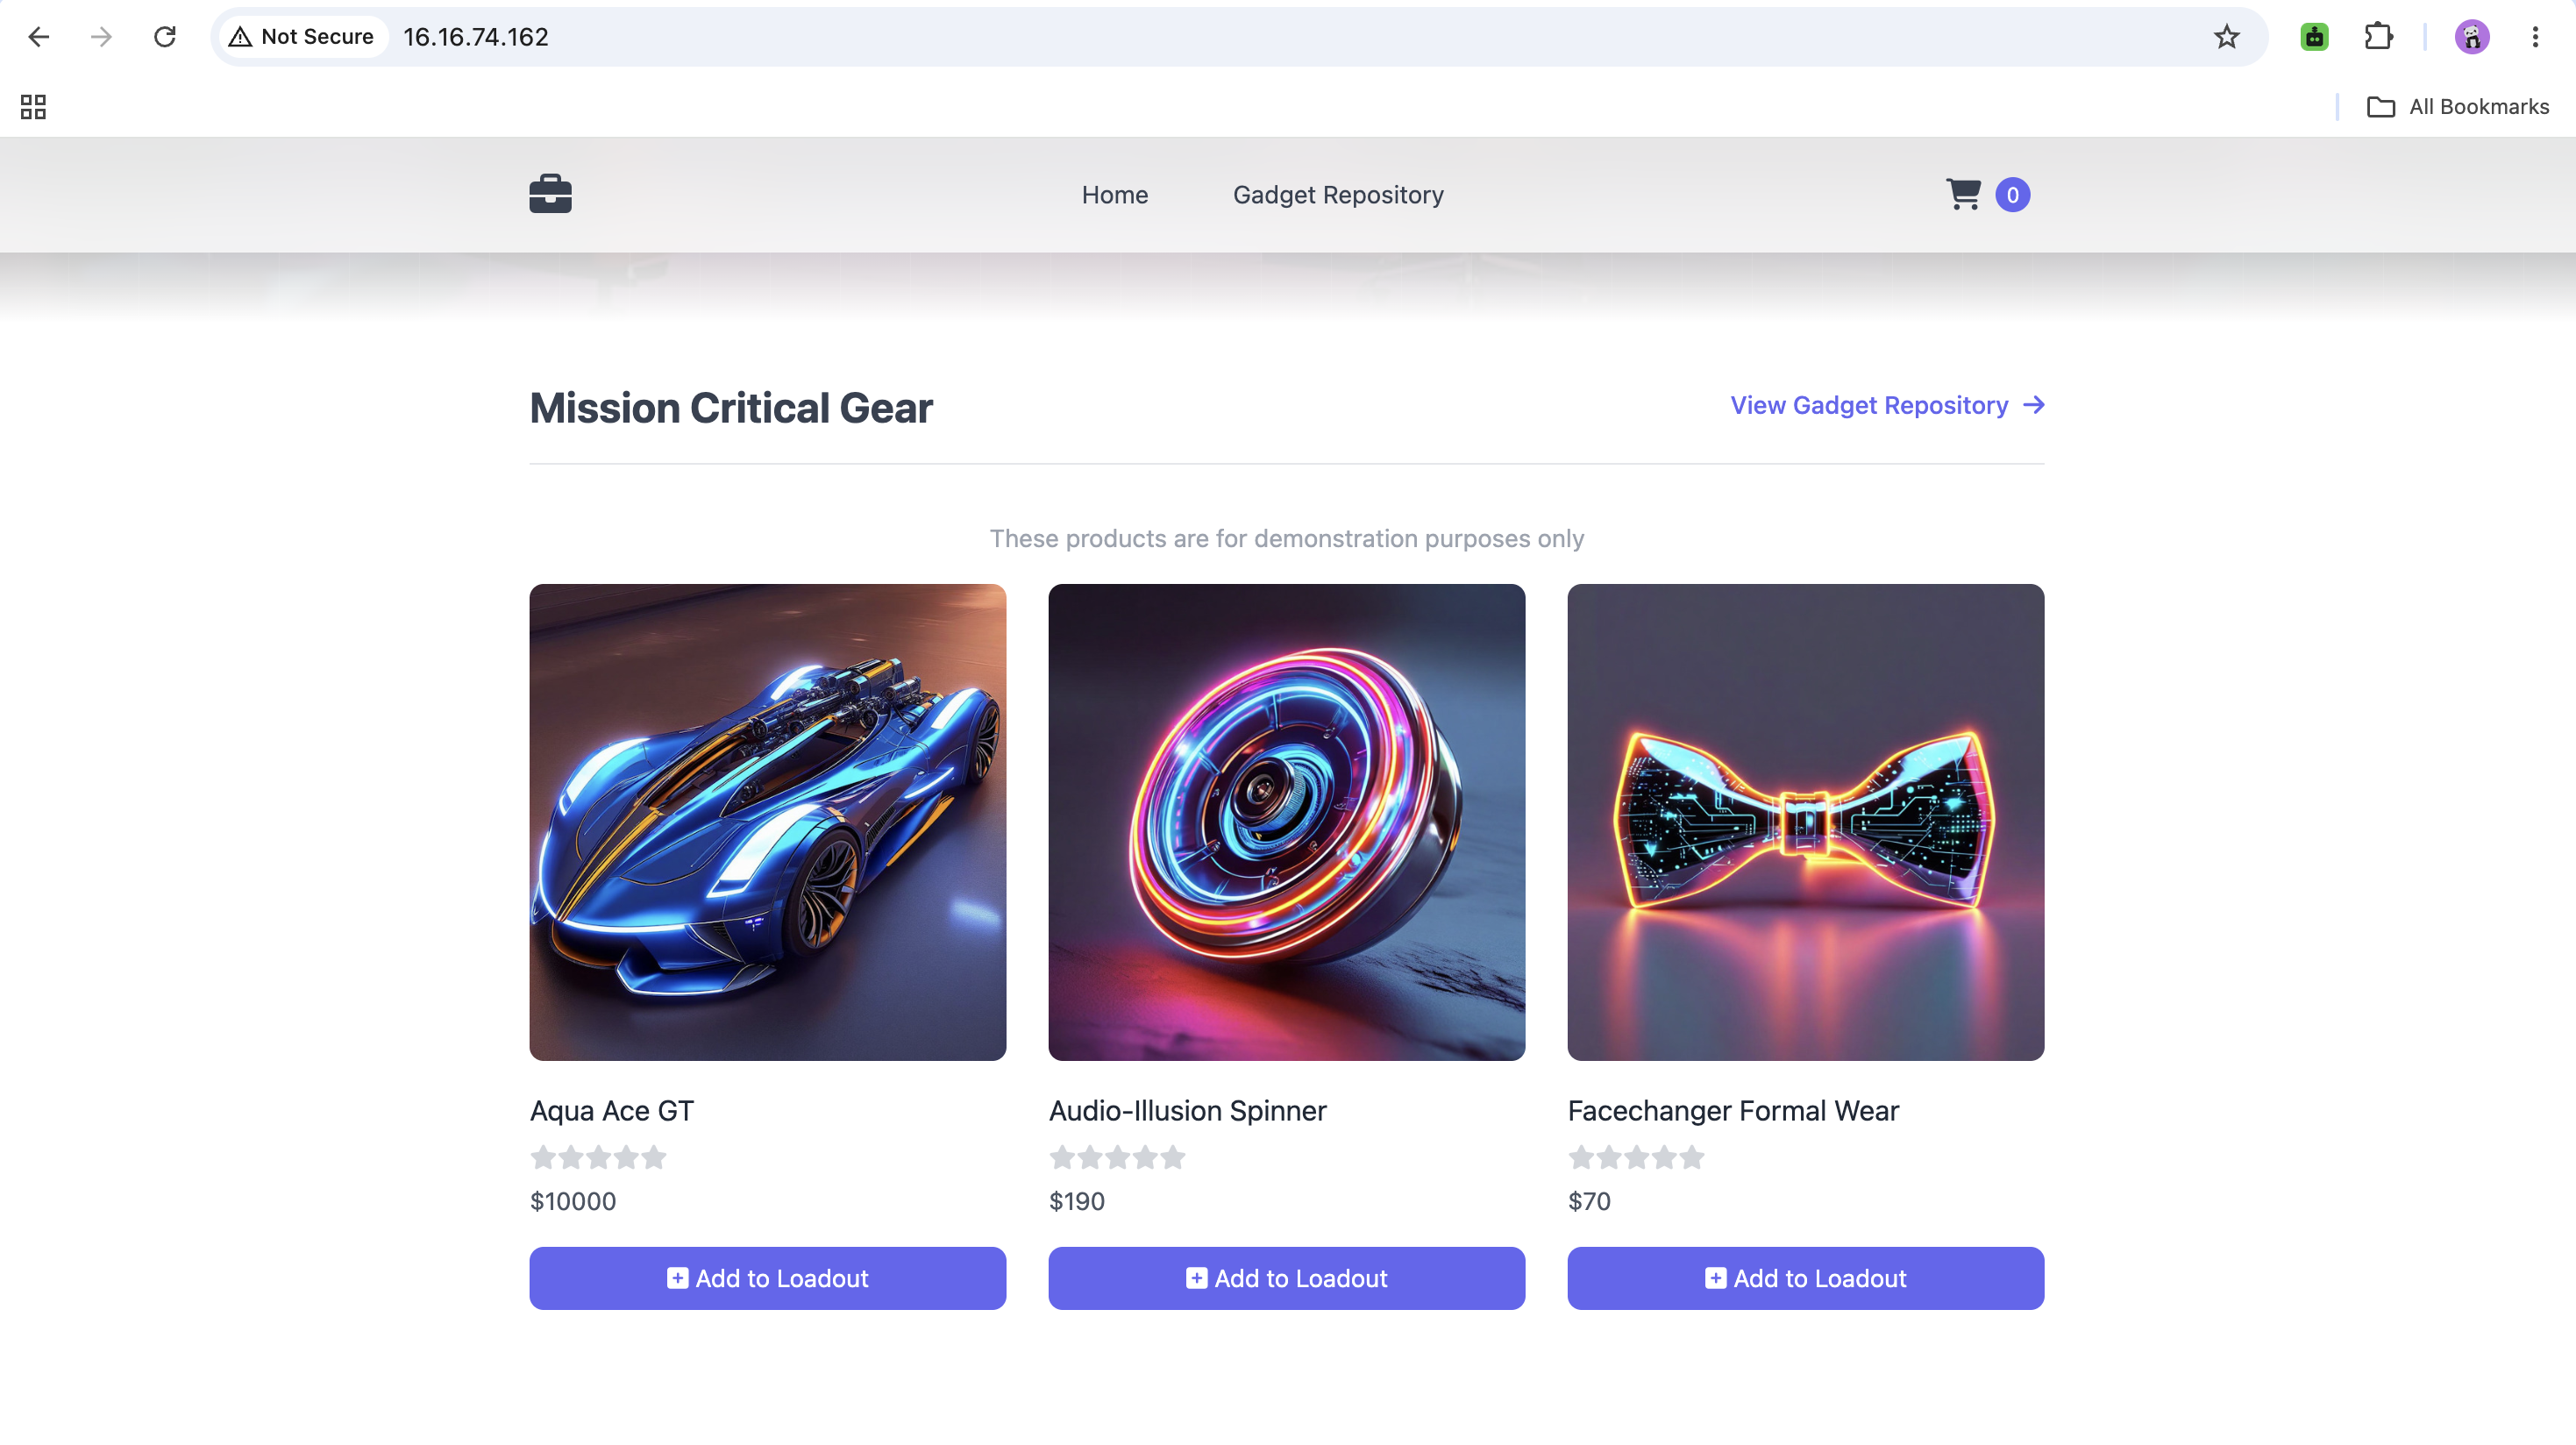 Not Secure 16.16.74.162
All Bookmarks
Home Gadget Repository 0
Mission Critical Gear View Gadget Repository →
These products are for demonstration purposes only
Aqua Ace GT
$10000
Add to Loadout
Audio-Illusion Spinner
$190
Add to Loadout
Facechanger Formal Wear
$70
Add to Loadout